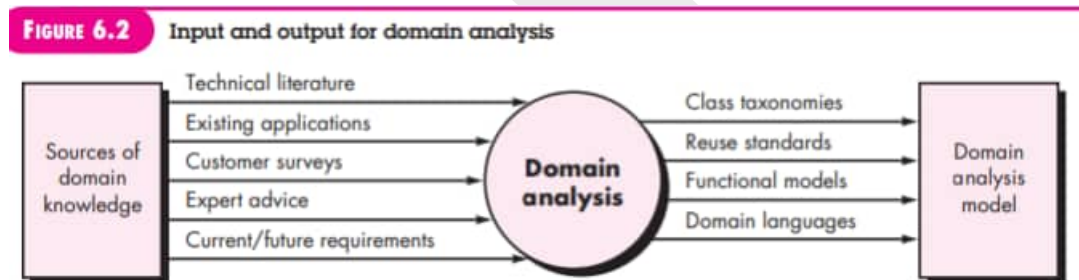 FIGURE 6.2
Input and output for domain analysis
Sources of
domain
knowledge
Technical literature
Existing applications
Customer surveys
Expert advice
Current/future requirements
Domain
analysis
Class taxonomies
Reuse standards
Functional models
Domain languages
Domain
analysis
model